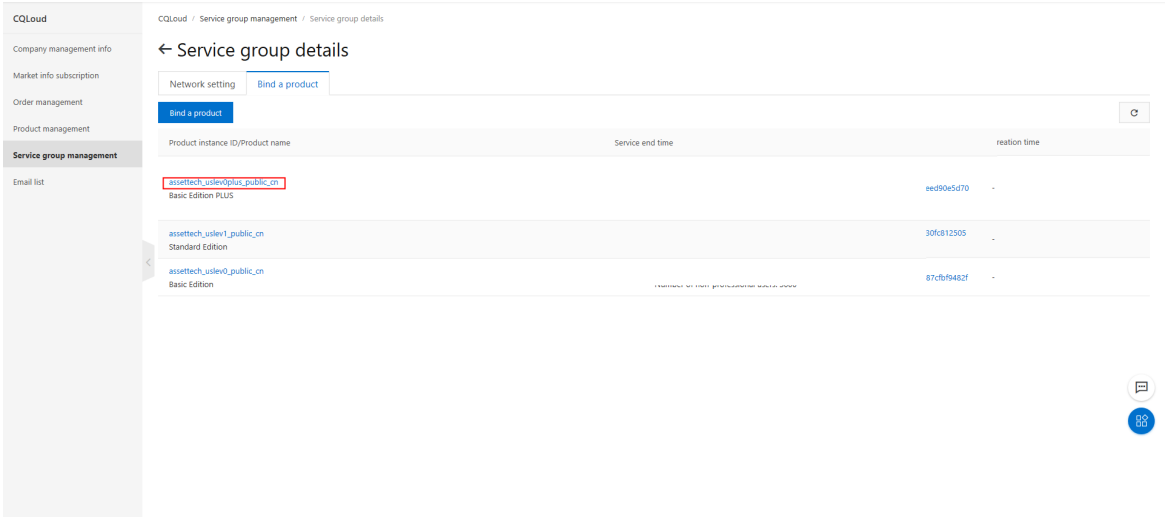 CQLoud
Company management info
Market info subscription
Order management
Product management
Service group management
Email list
CQLoud / Service group management / Service group details
← Service group details
Network setting
Bind a product
Bind a product
Product instance ID/Product name
Service end time
reation time
assettech_uslev0plus_public_cn
Basic Edition PLUS
eed90e5d70
-
assettech_uslev1_public_cn
Standard Edition
30fc812505
-
assettech_uslev0_public_cn
Basic Edition
87cfbf9482f
-